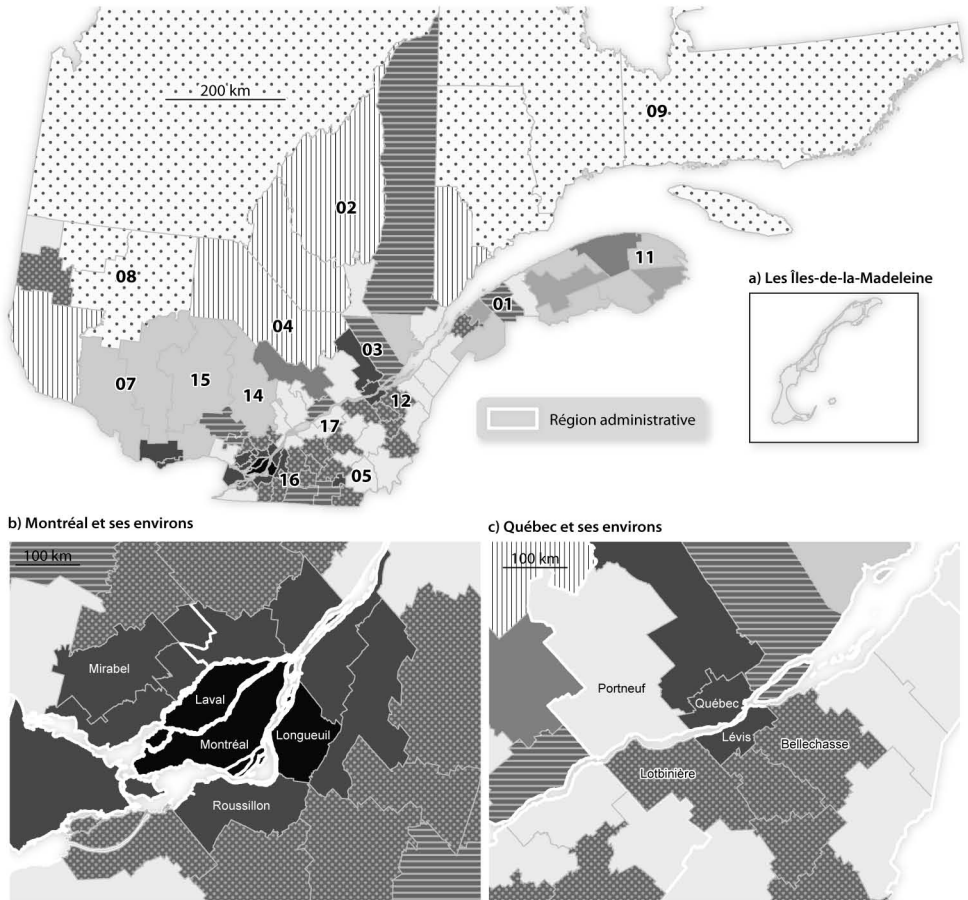 200 km
09
02
08
11
a) Les Îles-de-la-Madeleine
01
04
03
07
15
14
12
17
Région administrative
16
05
b) Montréal et ses environs
100 km
Mirabel
Laval
Montréal
Longueuil
Roussillon
c) Québec et ses environs
100 km
Portneuf
Québec
Lévis
Bellechasse
Lotbinière